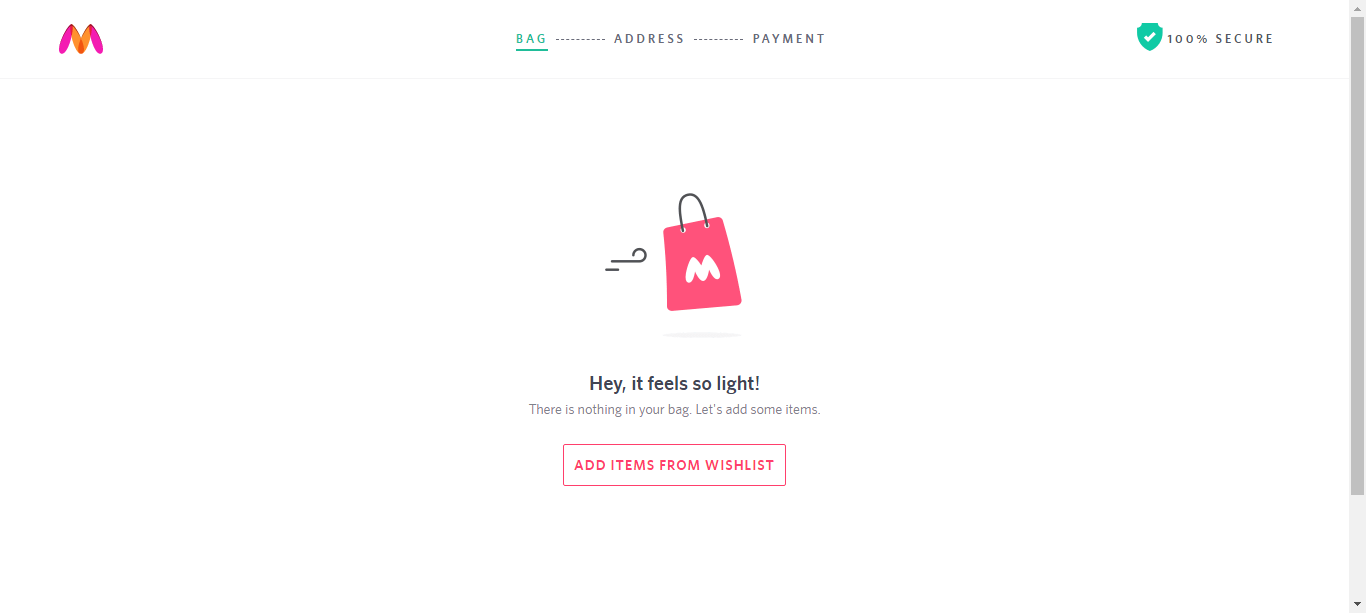 BAG ---------- ADDRESS ---------- PAYMENT
100% SECURE
Hey, it feels so light!
There is nothing in your bag. Let's add some items.
ADD ITEMS FROM WISHLIST